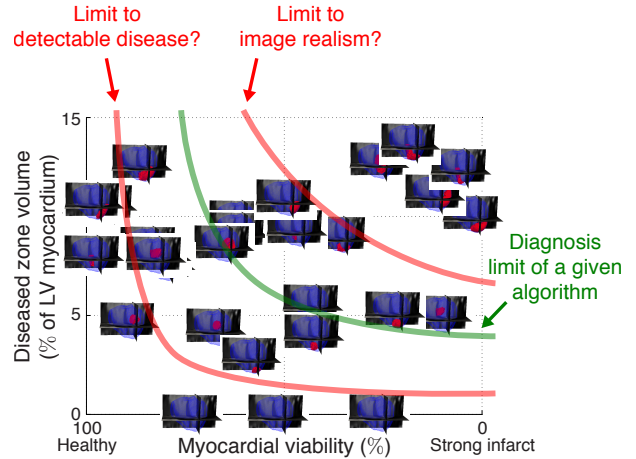 Limit to
detectable disease?
Limit to
image realism?
15
Diseased zone volume
(% of LV myocardium)
Diagnosis
limit of a given
algorithm
5
0
100
0
Healthy
Myocardial viability (%)
Strong infarct